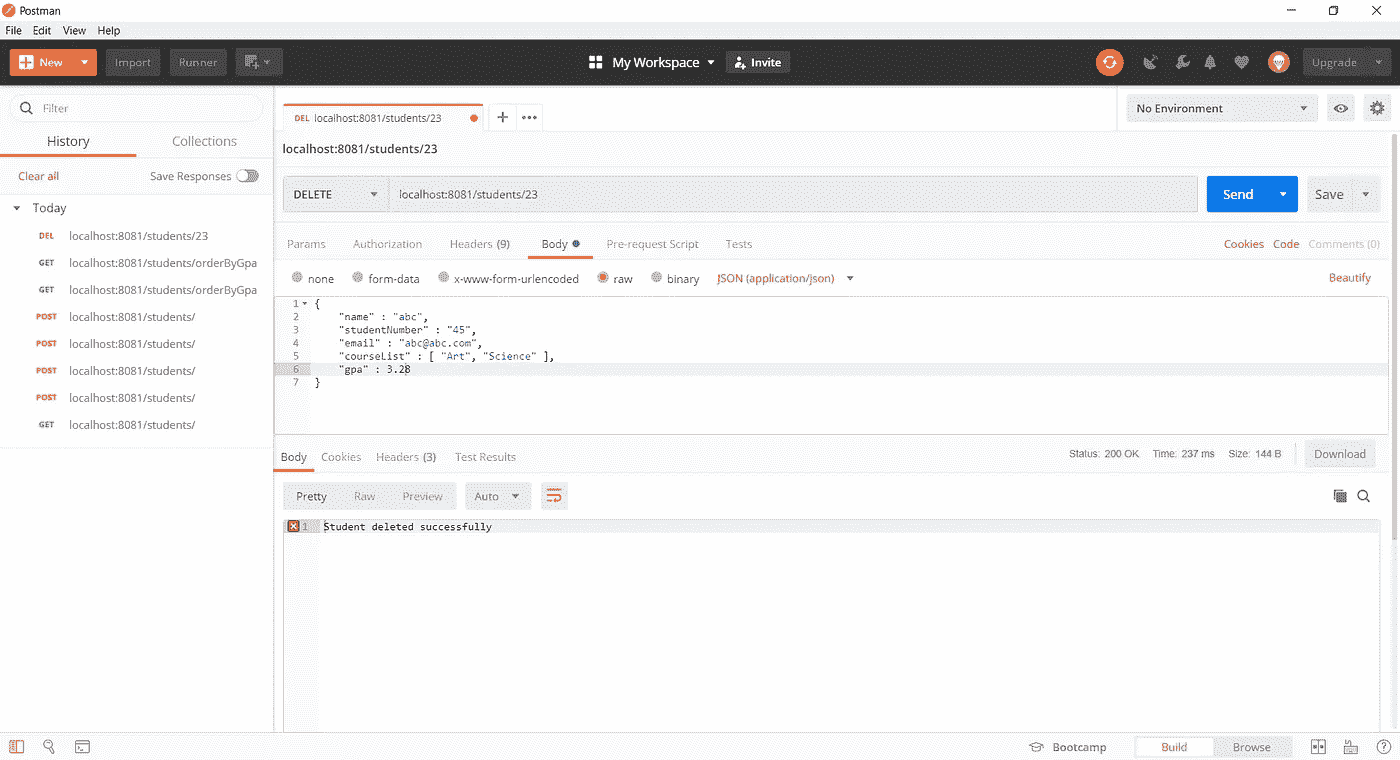 Postman
File Edit View Help
New Import Runner My Workspace Invite Upgrade
Filter
History Collections
Clear all Save Responses
Today
DEL localhost:8081/students/23
GET localhost:8081/students/orderByGpa
GET localhost:8081/students/orderByGpa
POST localhost:8081/students/
POST localhost:8081/students/
POST localhost:8081/students/
POST localhost:8081/students/
GET localhost:8081/students/
DEL localhost:8081/students/23
No Environment
localhost:8081/students/23
DELETE localhost:8081/students/23 Send Save
Params Authorization Headers (9) Body Pre-request Script Tests Cookies Code Comments (0)
none form-data x-www-form-urlencoded raw binary JSON (application/json) Beautify
1 {
2 "name" : "abc",
3 "studentNumber" : "45",
4 "email" : "abc@abc.com",
5 "courseList" : [ "Art", "Science" ],
6 "gpa" : 3.28
7 }
Body Cookies Headers (3) Test Results Status: 200 OK Time: 237 ms Size: 144 B Download
Pretty Raw Preview Auto
1 Student deleted successfully
Bootcamp Build Browse